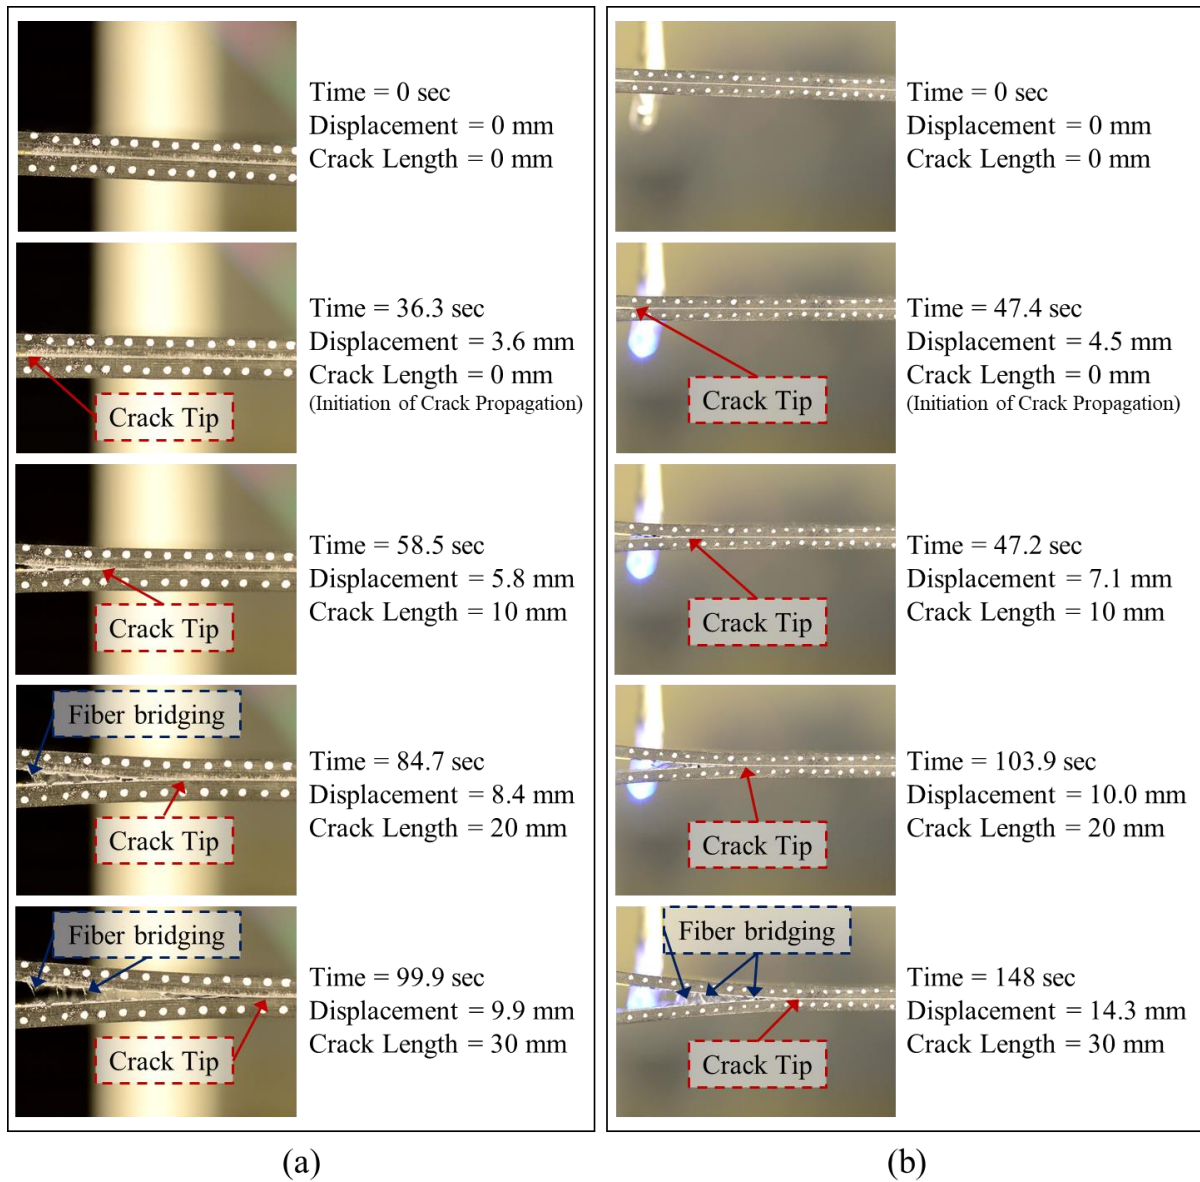 Time = 0 sec
Displacement = 0 mm
Crack Length = 0 mm
Time = 36.3 sec
Displacement = 3.6 mm
Crack Length = 0 mm
(Initiation of Crack Propagation)
Crack Tip
Time = 58.5 sec
Displacement = 5.8 mm
Crack Length = 10 mm
Crack Tip
Fiber bridging
Time = 84.7 sec
Displacement = 8.4 mm
Crack Length = 20 mm
Crack Tip
Fiber bridging
Time = 99.9 sec
Displacement = 9.9 mm
Crack Length = 30 mm
Crack Tip
(a)
Time = 0 sec
Displacement = 0 mm
Crack Length = 0 mm
Time = 47.4 sec
Displacement = 4.5 mm
Crack Length = 0 mm
(Initiation of Crack Propagation)
Crack Tip
Time = 47.2 sec
Displacement = 7.1 mm
Crack Length = 10 mm
Crack Tip
Time = 103.9 sec
Displacement = 10.0 mm
Crack Length = 20 mm
Crack Tip
Fiber bridging
Time = 148 sec
Displacement = 14.3 mm
Crack Length = 30 mm
Crack Tip
(b)